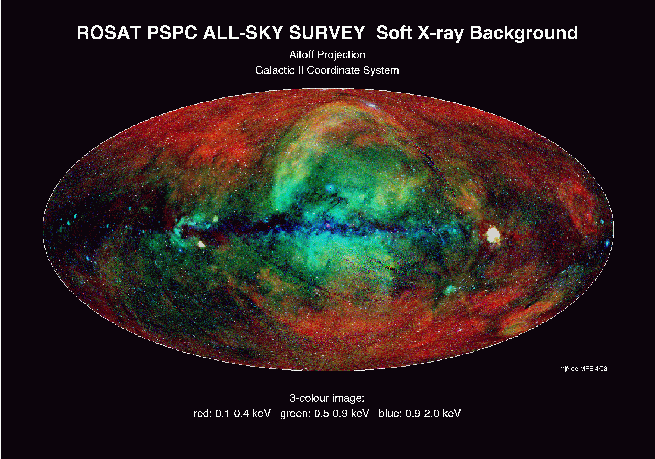 ROSAT PSPC ALL-SKY SURVEY Soft X-ray Background
Aitoff Projection
Galactic II Coordinate System
3-colour image:
red: 0.1-0.4 keV green: 0.5-0.9 keV blue: 0.9-2.0 keV